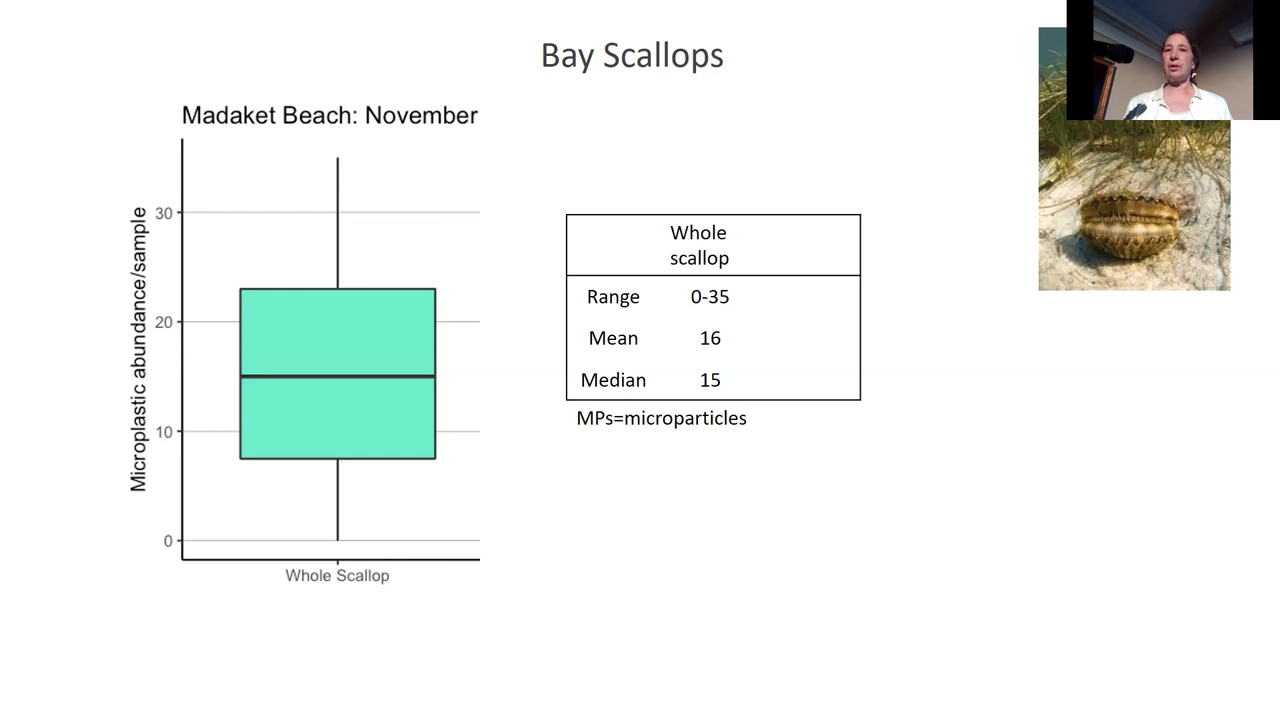 Bay Scallops
Madaket Beach: November
Microplastic abundance/sample
30
20
10
0
Whole Scallop
Whole
scallop
Range 0-35
Mean 16
Median 15
MPs=microparticles